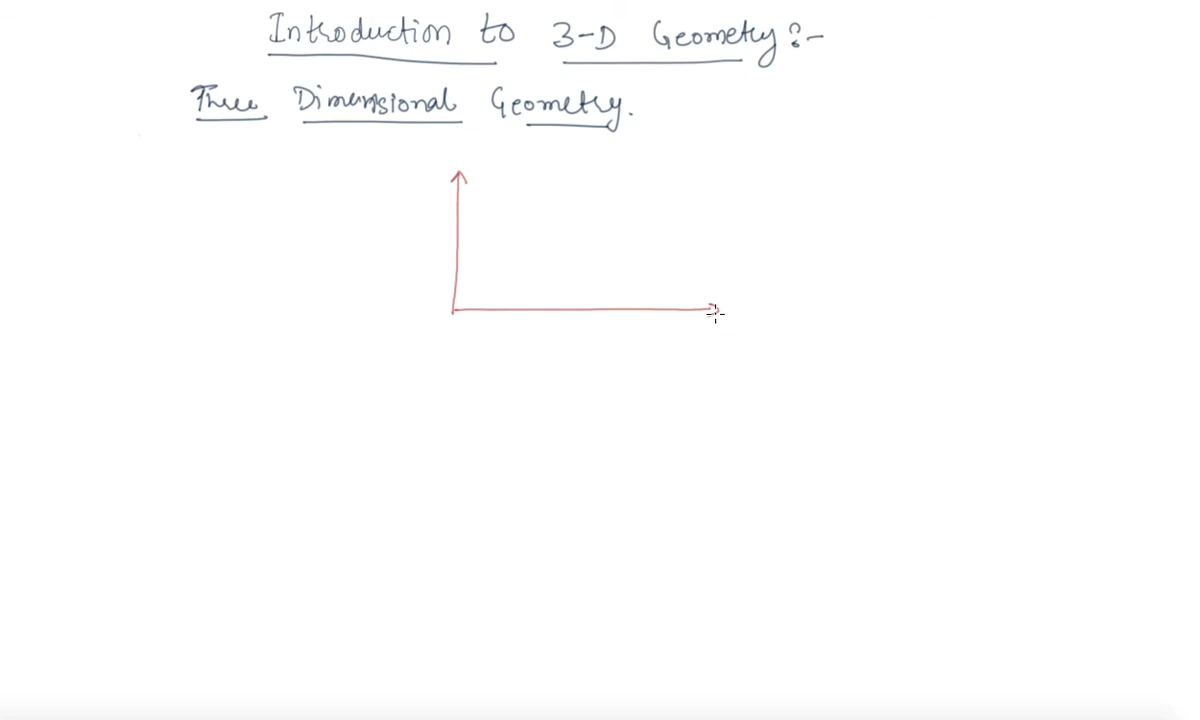 Introduction to 3-D Geometry :-
Three Dimensional Geometry.